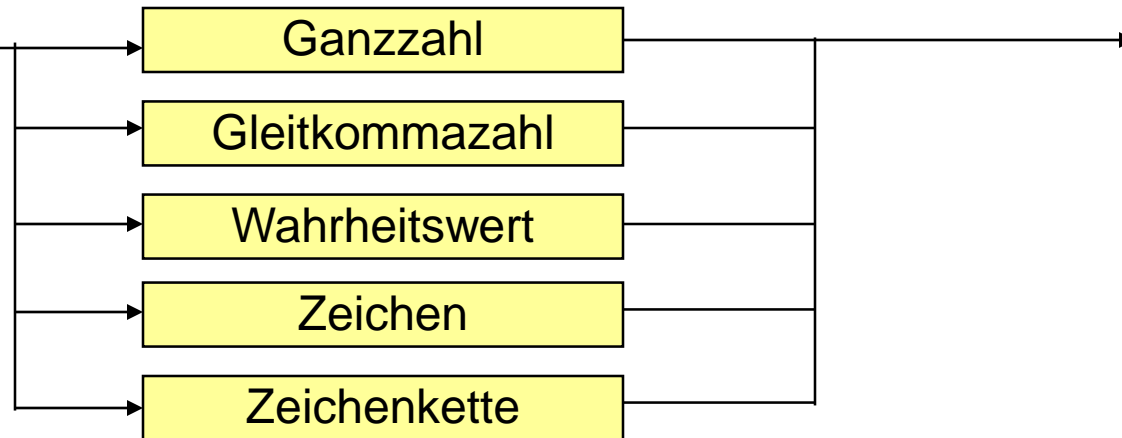 Ganzzahl
Gleitkommazahl
Wahrheitswert
Zeichen
Zeichenkette